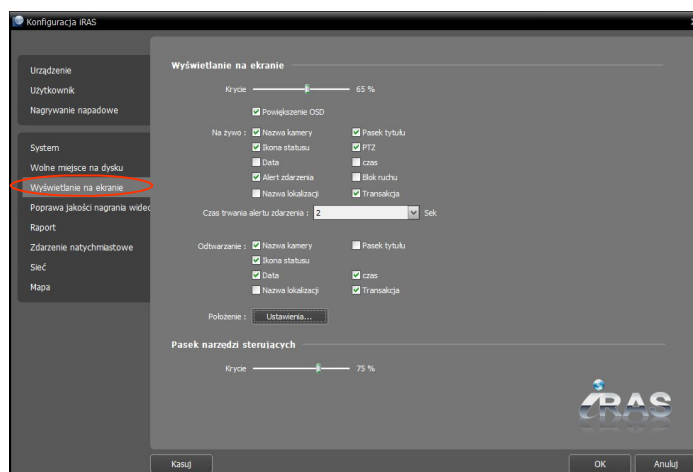 Konfiguracja iRAS
Urządzenie
Użytkownik
Nagrywanie napadowe
System
Wolne miejsce na dysku
Wyświetlanie na ekranie
Poprawa jakości nagrania wideo
Raport
Zdarzenie natychmiastowe
Sieć
Mapa
Wyświetlanie na ekranie
Krycie 65 %
Powiększenie OSD
Na żywo : Nazwa kamery Pasek tytułu
Ikona statusu PTZ
Data czas
Alert zdarzenia Blok ruchu
Nazwa lokalizacji Transakcja
Czas trwania alertu zdarzenia : 2 Sek
Odtwarzanie : Nazwa kamery Pasek tytułu
Ikona statusu
Data czas
Nazwa lokalizacji Transakcja
Położenie : Ustawienia...
Pasek narzędzi sterujących
Krycie 75 %
iRAS
Kasuj OK Anuluj